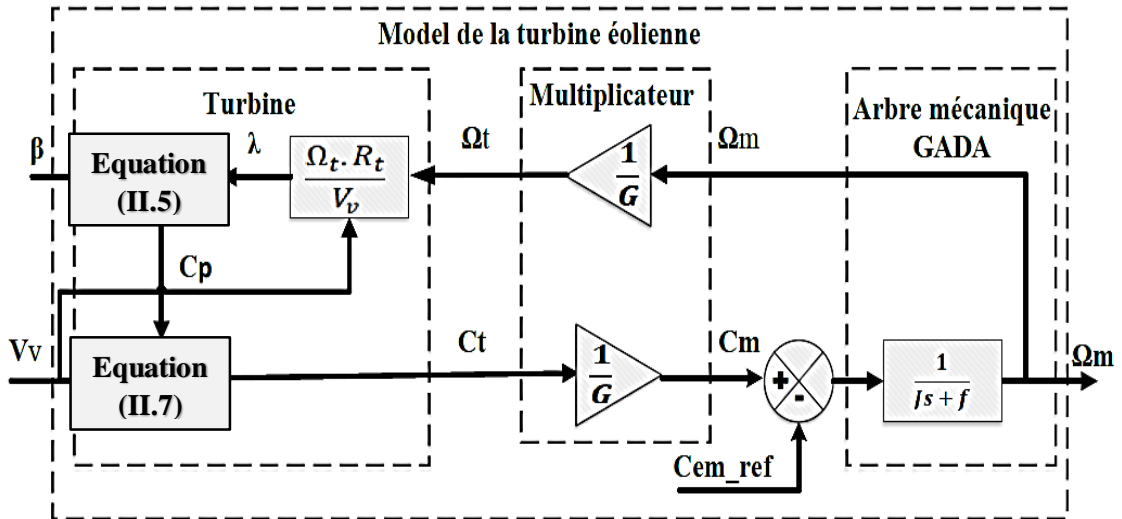 Model de la turbine éolienne
Turbine
Multiplicateur
Arbre mécanique
GADA
β
Equation
(II.5)
λ
Ωt. Rt
Vv
Ωt
1
G
Ωm
Cp
Vv
Equation
(II.7)
Ct
1
G
Cm
+
-
1
Js + f
Ωm
Cem_ref